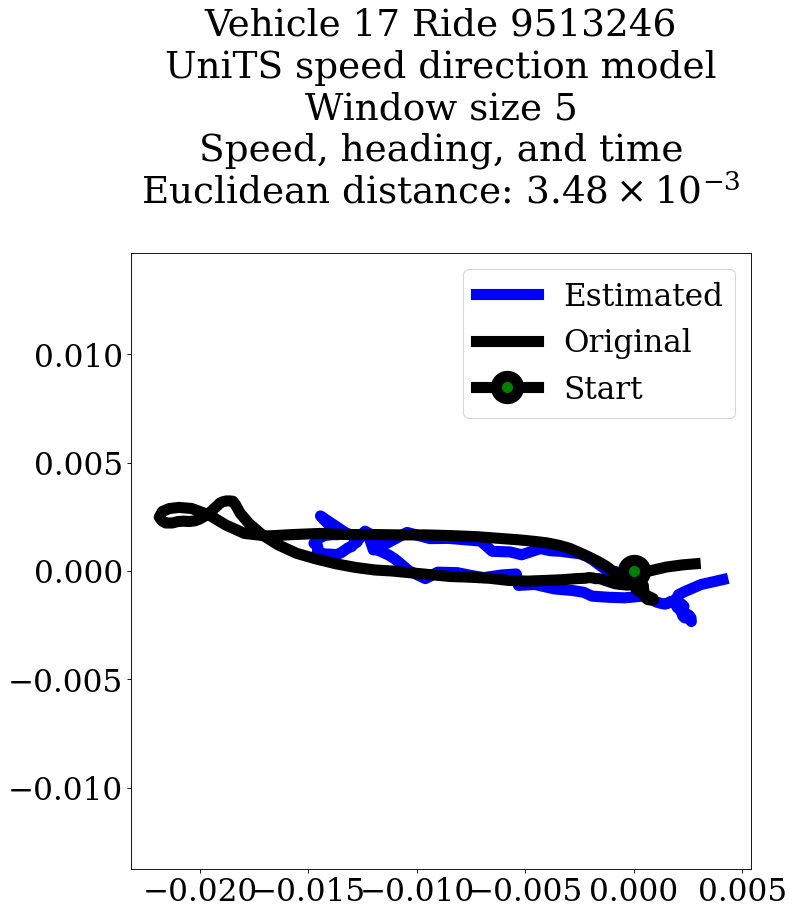 Vehicle 17 Ride 9513246
UniTS speed direction model
Window size 5
Speed, heading, and time
Euclidean distance: 3.48 × 10⁻³
Estimated
Original
Start
0.010
0.005
0.000
−0.005
−0.010
−0.020 −0.015 −0.010 −0.005 0.000 0.005